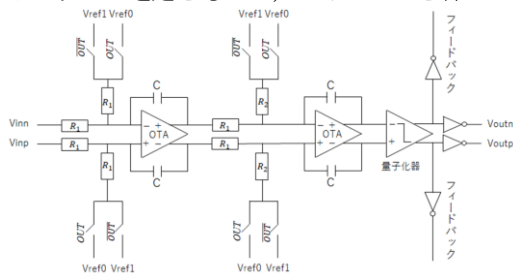 Vref1 Vref0
Vref1 Vref0
OUT
OUT
OUT
OUT
フィードバック
R1
C
R2
C
Vinn
R1
R1
Voutn
OTA
OTA
Vinp
R1
R1
Voutp
量子化器
R1
C
R2
C
フィードバック
OUT
OUT
OUT
OUT
Vref0 Vref1
Vref0 Vref1